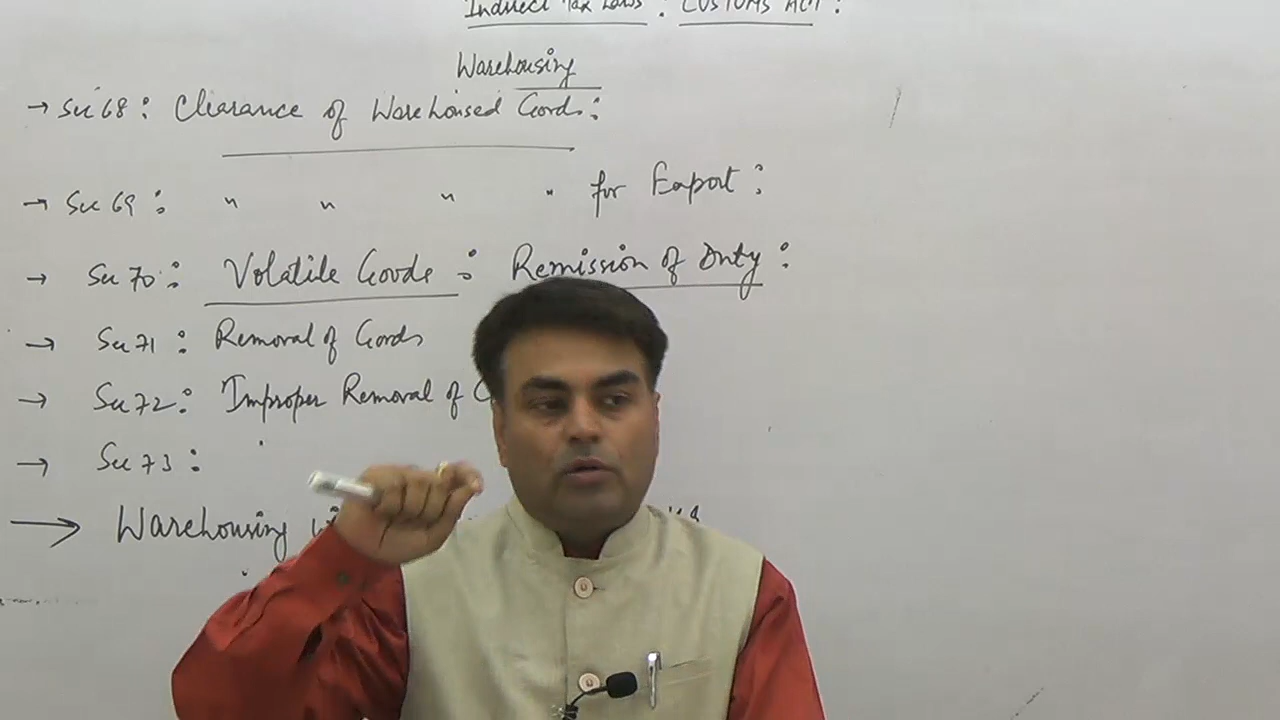 Indirect Tax Laws : CUSTOMS ACT :
Warehousing
→ Sec 68 : Clearance of Warehoused Goods :
→ Sec 69 : " " " " for Export :
→ Sec 70 : Volatile Goods : Remission of Duty :
→ Sec 71 : Removal of Goods
→ Sec 72 : Improper Removal of
→ Sec 73 :
→ Warehousing